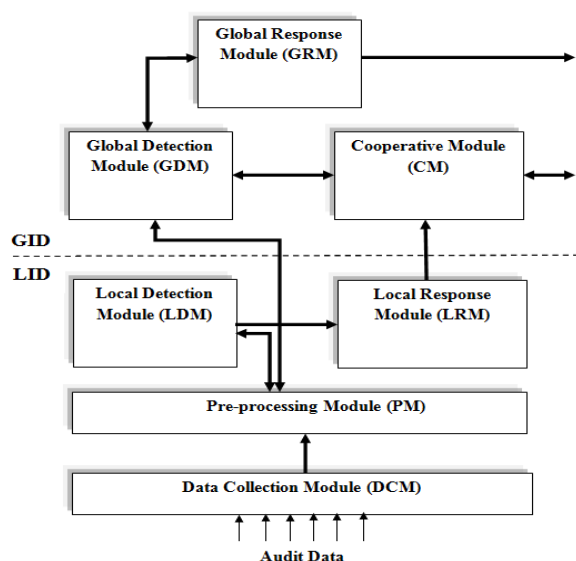 Global Response
Module (GRM)
Global Detection
Module (GDM)
Cooperative Module
(CM)
GID
LID
Local Detection
Module (LDM)
Local Response
Module (LRM)
Pre-processing Module (PM)
Data Collection Module (DCM)
Audit Data